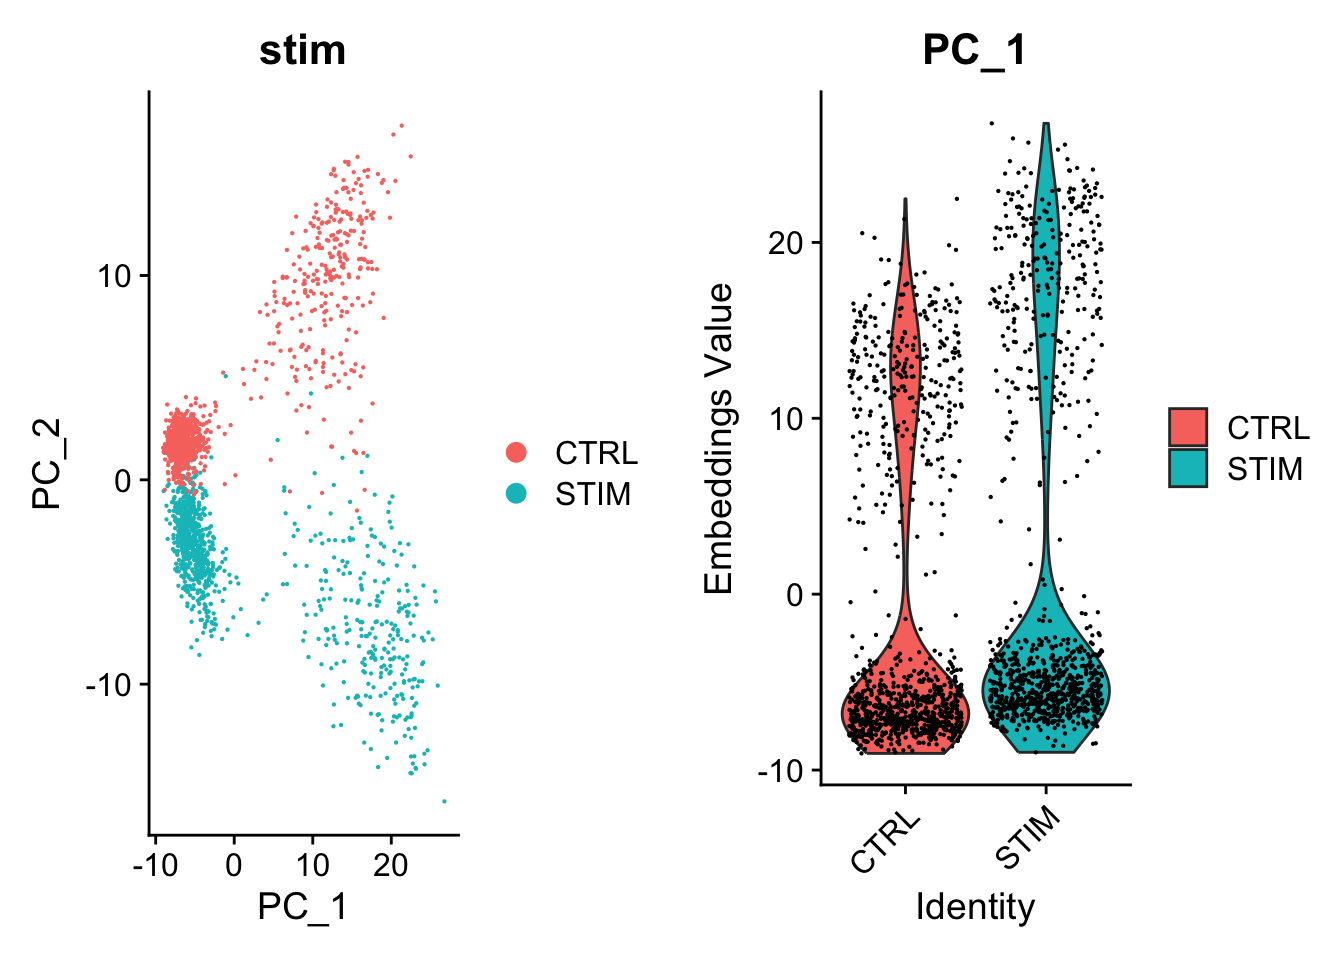 stim
PC_2
10
0
-10
-10
0
10
20
PC_1
CTRL
STIM
PC_1
Embeddings Value
20
10
0
-10
CTRL
STIM
Identity
CTRL
STIM